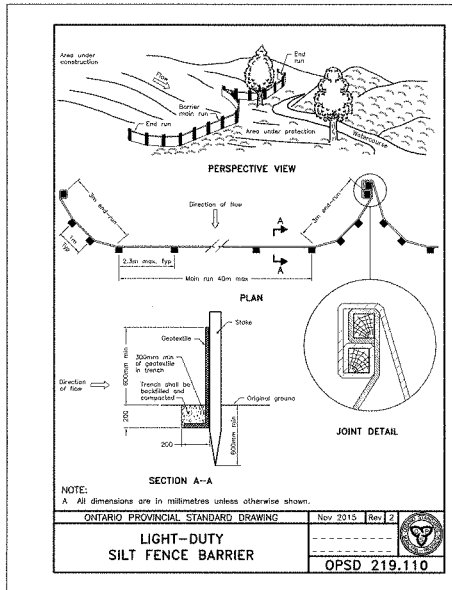 Area under
construction
Flow
End
run
Barrier
main run
End run
Area under protection
Watercourse
PERSPECTIVE VIEW
3m end-run
Direction of flow
A
3m end-run
1m
Typ
2.3m max, typ
A
Main run 40m max
PLAN
Geotextile
Stake
300mm min
of geotextile
in trench
Trench shall be
backfilled and
compacted
600mm min
Direction
of flow
Original ground
200
600mm min
200
JOINT DETAIL
SECTION A--A
NOTE:
A All dimensions are in millimetres unless otherwise shown.
ONTARIO PROVINCIAL STANDARD DRAWING
Nov 2015
Rev 2
LIGHT-DUTY
SILT FENCE BARRIER
OPSD 219.110